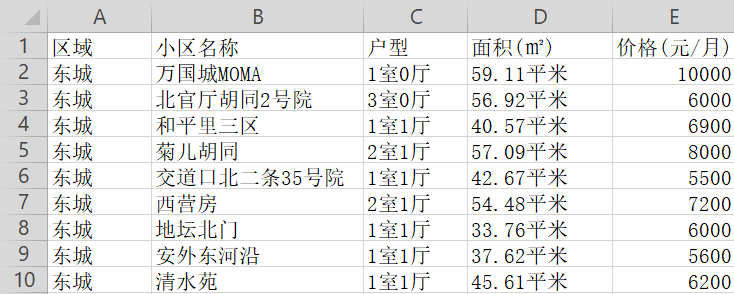 A B C D E
1 区域 小区名称 户型 面积(㎡) 价格(元/月)
2 东城 万国城MOMA 1室0厅 59.11平米 10000
3 东城 北官厅胡同2号院 3室0厅 56.92平米 6000
4 东城 和平里三区 1室1厅 40.57平米 6900
5 东城 菊儿胡同 2室1厅 57.09平米 8000
6 东城 交道口北二条35号院 1室1厅 42.67平米 5500
7 东城 西营房 2室1厅 54.48平米 7200
8 东城 地坛北门 1室1厅 33.76平米 6000
9 东城 安外东河沿 1室1厅 37.62平米 5600
10 东城 清水苑 1室1厅 45.61平米 6200